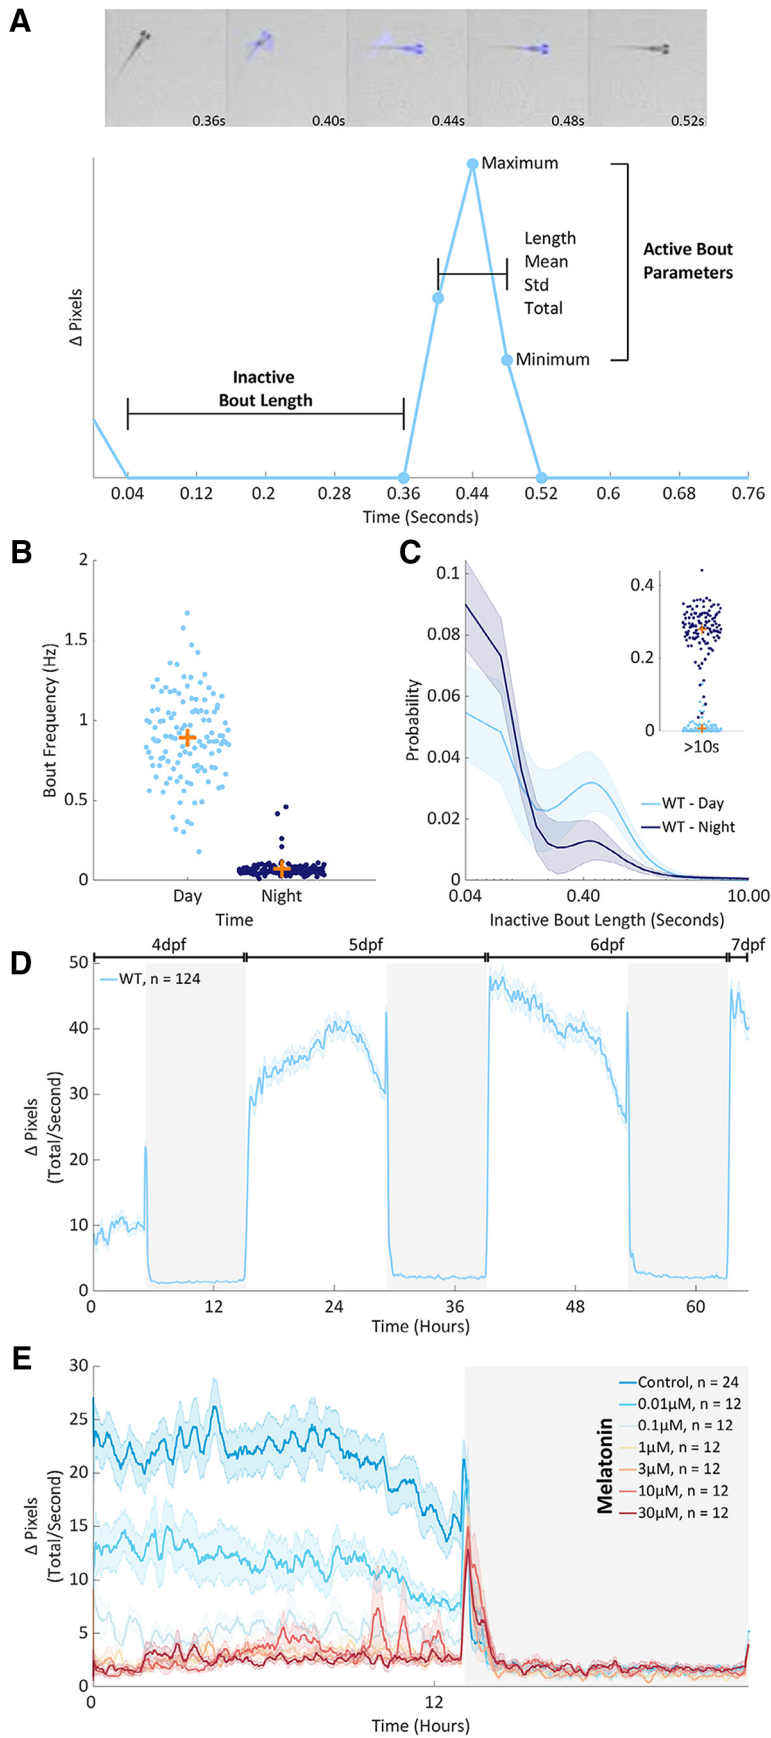 A
0.36s 0.40s 0.44s 0.48s 0.52s
Maximum
Length
Mean
Std
Total
Active Bout
Parameters
Minimum
Δ Pixels
Inactive
Bout Length
0.04 0.12 0.2 0.28 0.36 0.44 0.52 0.6 0.68 0.76
Time (Seconds)
B
2
1.5
1
0.5
0
Bout Frequency (Hz)
Day Night
Time
C
0.1
0.08
0.06
0.04
0.02
0
Probability
0.4
0.2
0
>10s
WT - Day
WT - Night
0.04 0.40 10.00
Inactive Bout Length (Seconds)
D
4dpf 5dpf 6dpf 7dpf
WT, n = 124
50
40
30
20
10
0
Δ Pixels
(Total/Second)
0 12 24 36 48 60
Time (Hours)
E
30
25
20
15
10
5
0
Δ Pixels
(Total/Second)
Melatonin
Control, n = 24
0.01μM, n = 12
0.1μM, n = 12
1μM, n = 12
3μM, n = 12
10μM, n = 12
30μM, n = 12
0 12
Time (Hours)